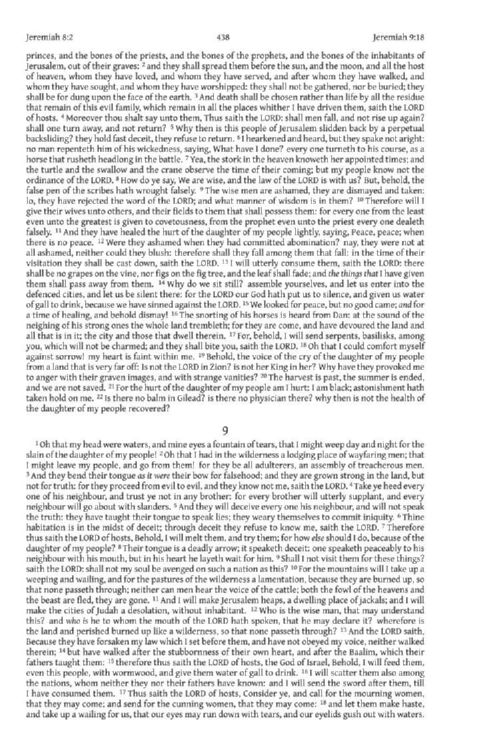 Jeremiah 8:2 438 Jeremiah 9:18
princes, and the bones of the priests, and the bones of the prophets, and the bones of the inhabitants of
Jerusalem, out of their graves: 2 and they shall spread them before the sun, and the moon, and all the host
of heaven, whom they have loved, and whom they have served, and after whom they have walked, and
whom they have sought, and whom they have worshipped: they shall not be gathered, nor be buried; they
shall be for dung upon the face of the earth. 3 And death shall be chosen rather than life by all the residue
that remain of this evil family, which remain in all the places whither I have driven them, saith the LORD
of hosts. 4 Moreover thou shalt say unto them, Thus saith the LORD: shall men fall, and not rise up again?
shall one turn away, and not return? 5 Why then is this people of Jerusalem slidden back by a perpetual
backsliding? they hold fast deceit, they refuse to return. 6 I hearkened and heard, but they spake not aright:
no man repenteth him of his wickedness, saying, What have I done? every one turneth to his course, as a
horse that rusheth headlong in the battle. 7 Yea, the stork in the heaven knoweth her appointed times; and
the turtle and the swallow and the crane observe the time of their coming; but my people know not the
ordinance of the LORD. 8 How do ye say, We are wise, and the law of the LORD is with us? But, behold, the
false pen of the scribes hath wrought falsely. 9 The wise men are ashamed, they are dismayed and taken:
lo, they have rejected the word of the LORD; and what manner of wisdom is in them? 10 Therefore will I
give their wives unto others, and their fields to them that shall possess them: for every one from the least
even unto the greatest is given to covetousness, from the prophet even unto the priest every one dealeth
falsely. 11 And they have healed the hurt of the daughter of my people lightly, saying, Peace, peace; when
there is no peace. 12 Were they ashamed when they had committed abomination? nay, they were not at
all ashamed, neither could they blush: therefore shall they fall among them that fall: in the time of their
visitation they shall be cast down, saith the LORD. 13 I will utterly consume them, saith the LORD: there
shall be no grapes on the vine, nor figs on the fig tree, and the leaf shall fade; and the things that I have given
them shall pass away from them. 14 Why do we sit still? assemble yourselves, and let us enter into the
defenced cities, and let us be silent there: for the LORD our God hath put us to silence, and given us water
of gall to drink, because we have sinned against the LORD. 15 We looked for peace, but no good came; and for
a time of healing, and behold dismay! 16 The snorting of his horses is heard from Dan: at the sound of the
neighing of his strong ones the whole land trembleth; for they are come, and have devoured the land and
all that is in it; the city and those that dwell therein. 17 For, behold, I will send serpents, basilisks, among
you, which will not be charmed; and they shall bite you, saith the LORD. 18 Oh that I could comfort myself
against sorrow! my heart is faint within me. 19 Behold, the voice of the cry of the daughter of my people
from a land that is very far off: Is not the LORD in Zion? is not her King in her? Why have they provoked me
to anger with their graven images, and with strange vanities? 20 The harvest is past, the summer is ended,
and we are not saved. 21 For the hurt of the daughter of my people am I hurt: I am black; astonishment hath
taken hold on me. 22 Is there no balm in Gilead? is there no physician there? why then is not the health of
the daughter of my people recovered?
9
1 Oh that my head were waters, and mine eyes a fountain of tears, that I might weep day and night for the
slain of the daughter of my people! 2 Oh that I had in the wilderness a lodging place of wayfaring men; that
I might leave my people, and go from them! for they be all adulterers, an assembly of treacherous men.
3 And they bend their tongue as it were their bow for falsehood; and they are grown strong in the land, but
not for truth: for they proceed from evil to evil, and they know not me, saith the LORD. 4 Take ye heed every
one of his neighbour, and trust ye not in any brother: for every brother will utterly supplant, and every
neighbour will go about with slanders. 5 And they will deceive every one his neighbour, and will not speak
the truth: they have taught their tongue to speak lies; they weary themselves to commit iniquity. 6 Thine
habitation is in the midst of deceit; through deceit they refuse to know me, saith the LORD. 7 Therefore
thus saith the LORD of hosts, Behold, I will melt them, and try them; for how else should I do, because of the
daughter of my people? 8 Their tongue is a deadly arrow; it speaketh deceit: one speaketh peaceably to his
neighbour with his mouth, but in his heart he layeth wait for him. 9 Shall I not visit them for these things?
saith the LORD: shall not my soul be avenged on such a nation as this? 10 For the mountains will I take up a
weeping and wailing, and for the pastures of the wilderness a lamentation, because they are burned up, so
that none passeth through; neither can men hear the voice of the cattle; both the fowl of the heavens and
the beast are fled, they are gone. 11 And I will make Jerusalem heaps, a dwelling place of jackals; and I will
make the cities of Judah a desolation, without inhabitant. 12 Who is the wise man, that may understand
this? and who is he to whom the mouth of the LORD hath spoken, that he may declare it? wherefore is
the land perished and burned up like a wilderness, so that none passeth through? 13 And the LORD saith,
Because they have forsaken my law which I set before them, and have not obeyed my voice, neither walked
therein; 14 but have walked after the stubbornness of their own heart, and after the Baalim, which their
fathers taught them: 15 therefore thus saith the LORD of hosts, the God of Israel, Behold, I will feed them,
even this people, with wormwood, and give them water of gall to drink. 16 I will scatter them also among
the nations, whom neither they nor their fathers have known: and I will send the sword after them, till
I have consumed them. 17 Thus saith the LORD of hosts, Consider ye, and call for the mourning women,
that they may come; and send for the cunning women, that they may come: 18 and let them make haste,
and take up a wailing for us, that our eyes may run down with tears, and our eyelids gush out with waters.